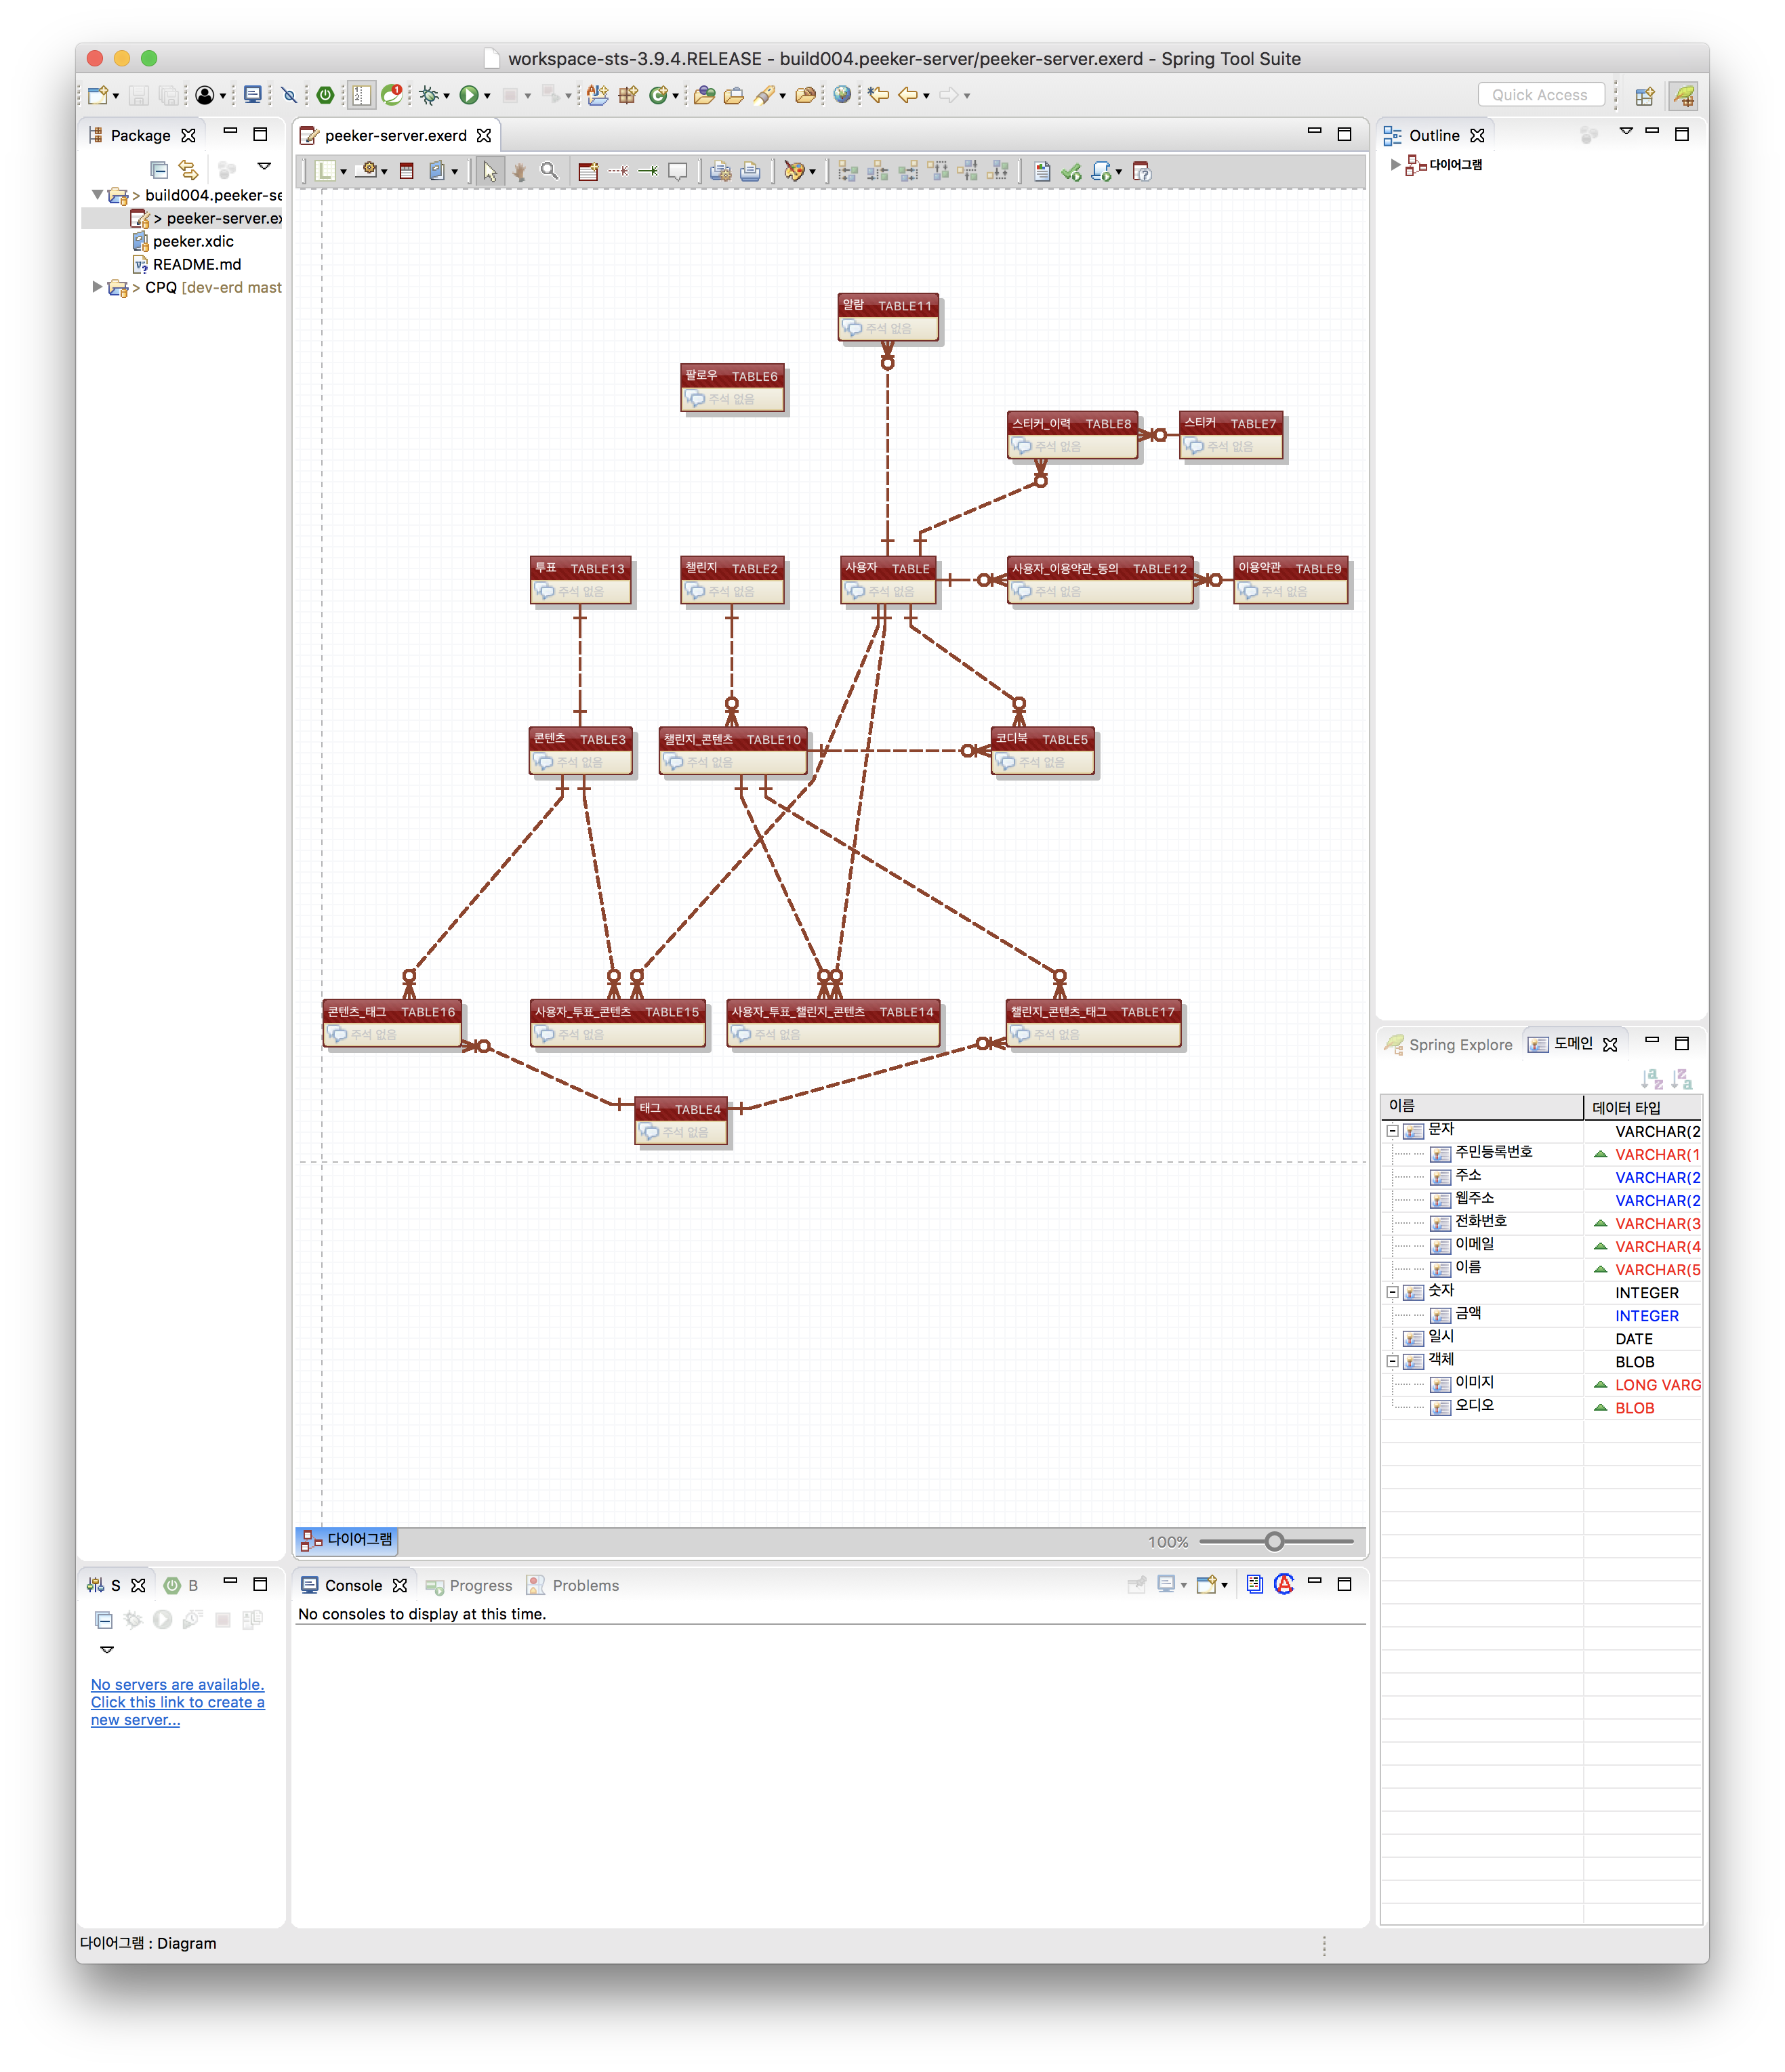 workspace-sts-3.9.4.RELEASE - build004.peeker-server/peeker-server.exerd - Spring Tool Suite
Quick Access
Package
> build004.peeker-se
> peeker-server.ex
peeker.xdic
README.md
> CPQ [dev-erd mast
peeker-server.exerd
알람 TABLE11
주석 없음
팔로우 TABLE6
주석 없음
스티커_이력 TABLE8
주석 없음
스티커 TABLE7
주석 없음
투표 TABLE13
주석 없음
챌린지 TABLE2
주석 없음
사용자 TABLE
주석 없음
사용자_이용약관_동의 TABLE12
주석 없음
이용약관 TABLE9
주석 없음
콘텐츠 TABLE3
주석 없음
챌린지_콘텐츠 TABLE10
주석 없음
코디북 TABLE5
주석 없음
콘텐츠_태그 TABLE16
주석 없음
사용자_투표_콘텐츠 TABLE15
주석 없음
사용자_투표_챌린지_콘텐츠 TABLE14
주석 없음
챌린지_콘텐츠_태그 TABLE17
주석 없음
태그 TABLE4
주석 없음
다이어그램
100%
Outline
다이어그램
Spring Explore
도메인
이름 데이터 타입
문자 VARCHAR(2
주민등록번호 VARCHAR(1
주소 VARCHAR(2
웹주소 VARCHAR(2
전화번호 VARCHAR(3
이메일 VARCHAR(4
이름 VARCHAR(5
숫자 INTEGER
금액 INTEGER
일시 DATE
객체 BLOB
이미지 LONG VARG
오디오 BLOB
S
B
No servers are available.
Click this link to create a
new server...
Console
Progress
Problems
No consoles to display at this time.
다이어그램 : Diagram